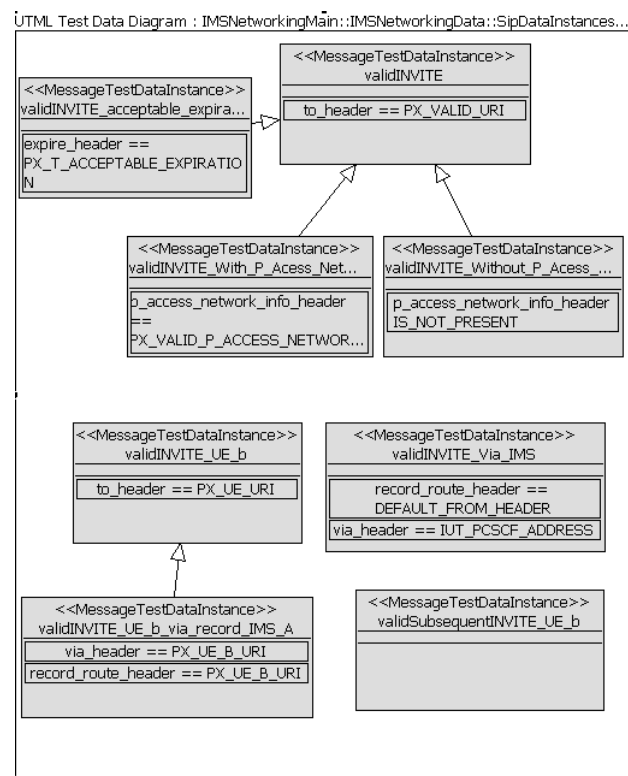 UTML Test Data Diagram : IMSNetworkingMain::IMSNetworkingData::SipDataInstances...
<<MessageTestDataInstance>>
validINVITE
to_header == PX_VALID_URI
<<MessageTestDataInstance>>
validINVITE_acceptable_expira...
expire_header ==
PX_T_ACCEPTABLE_EXPIRATIO
N
<<MessageTestDataInstance>>
validINVITE_With_P_Acess_Net...
p_access_network_info_header
==
PX_VALID_P_ACCESS_NETWOR...
<<MessageTestDataInstance>>
validINVITE_Without_P_Acess_...
p_access_network_info_header
IS_NOT_PRESENT
<<MessageTestDataInstance>>
validINVITE_UE_b
to_header == PX_UE_URI
<<MessageTestDataInstance>>
validINVITE_Via_IMS
record_route_header ==
DEFAULT_FROM_HEADER
via_header == IUT_PCSCF_ADDRESS
<<MessageTestDataInstance>>
validINVITE_UE_b_via_record_IMS_A
via_header == PX_UE_B_URI
record_route_header == PX_UE_B_URI
<<MessageTestDataInstance>>
validSubsequentINVITE_UE_b